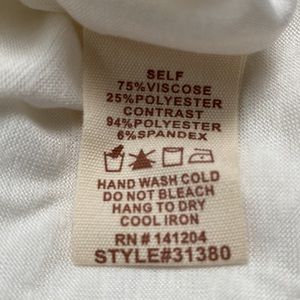 SELF
75%VISCOSE
25%POLYESTER
CONTRAST
94%POLYESTER
6%SPANDEX
HAND WASH COLD
DO NOT BLEACH
HANG TO DRY
COOL IRON
RN # 141204
STYLE#31380